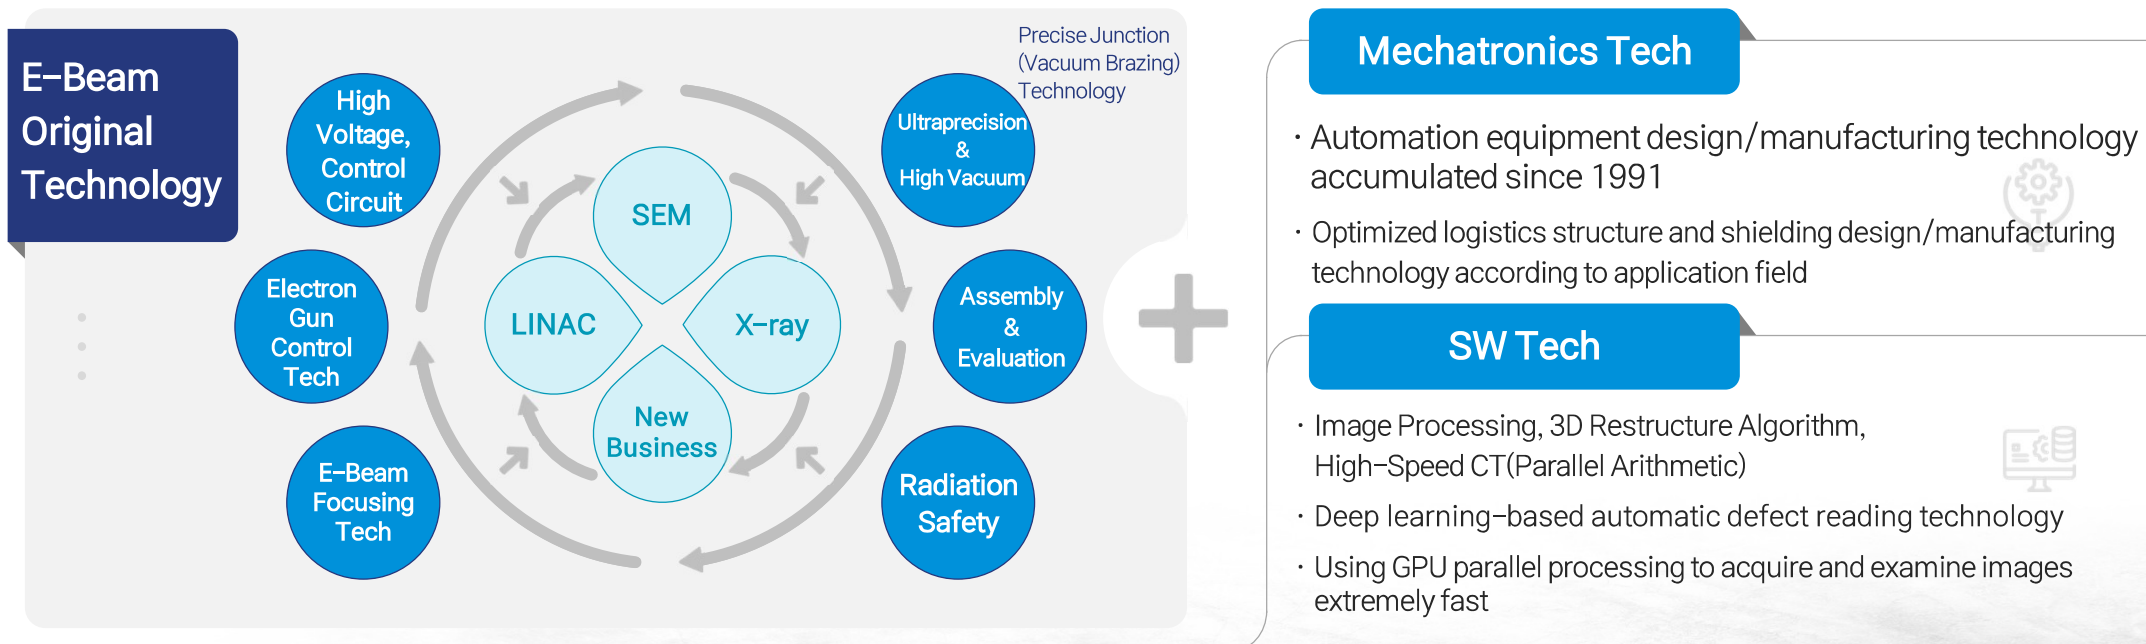 E-Beam
Original
Technology
High
Voltage,
Control
Circuit
Electron
Gun
Control
Tech
E-Beam
Focusing
Tech
SEM
LINAC
X-ray
New
Business
Precise Junction
(Vacuum Brazing)
Technology
Ultraprecision
&
High Vacuum
Assembly
&
Evaluation
Radiation
Safety
Mechatronics Tech
· Automation equipment design/manufacturing technology
accumulated since 1991
· Optimized logistics structure and shielding design/manufacturing
technology according to application field
SW Tech
· Image Processing, 3D Restructure Algorithm,
High-Speed CT(Parallel Arithmetic)
· Deep learning-based automatic defect reading technology
· Using GPU parallel processing to acquire and examine images
extremely fast